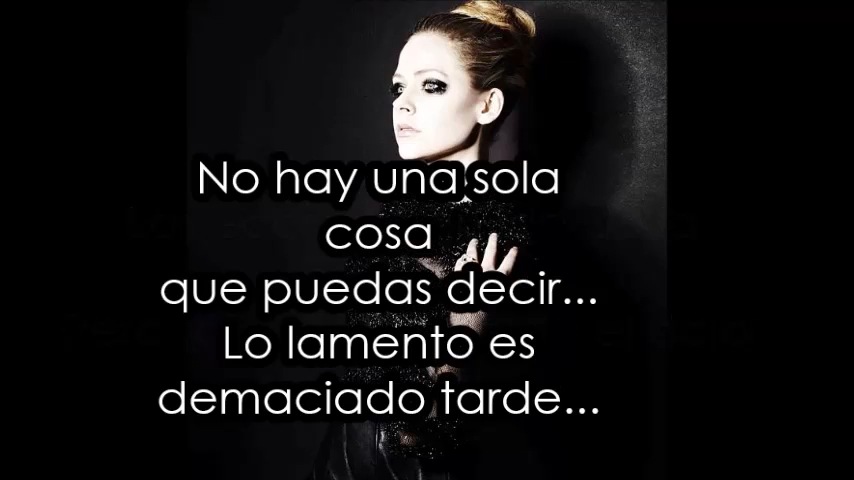 No hay una sola
cosa
que puedas decir...
Lo lamento es
demaciado tarde...